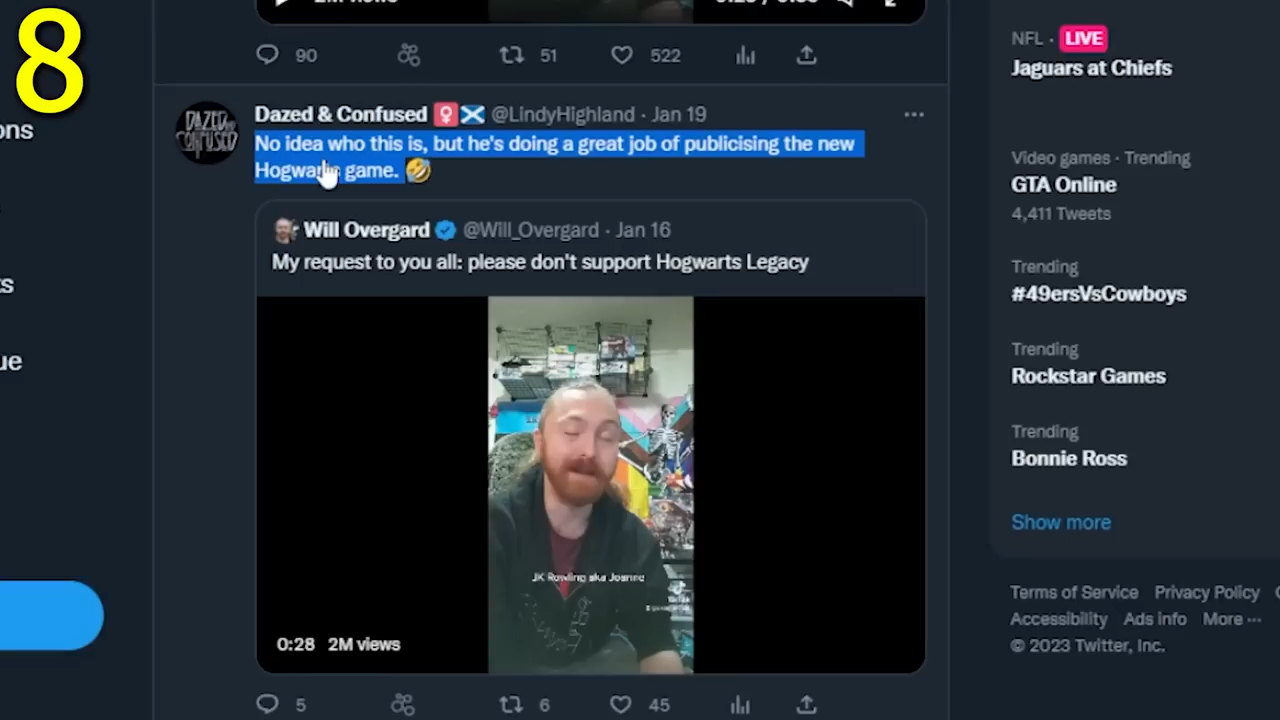 8
2M views
90
51
522
Dazed & Confused @LindyHighland · Jan 19
No idea who this is, but he's doing a great job of publicising the new
Hogwarts game. 🤣
Will Overgard @Will_Overgard · Jan 16
My request to you all: please don't support Hogwarts Legacy
DAZED
CONFUSED
JK Rowling aka Joanne
0:28 2M views
5
6
45
ons
s
ue
NFL · LIVE
Jaguars at Chiefs
Video games · Trending
GTA Online
4,411 Tweets
Trending
#49ersVsCowboys
Trending
Rockstar Games
Trending
Bonnie Ross
Show more
Terms of Service Privacy Policy
Accessibility Ads info More ···
© 2023 Twitter, Inc.